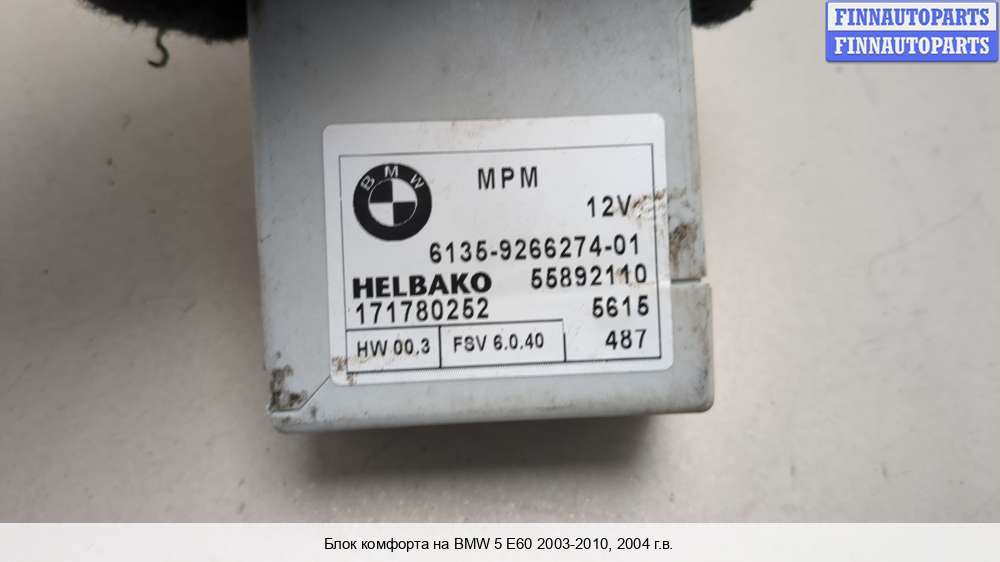 FINNAUTOPARTS
FINNAUTOPARTS
BMW
MPM
12V
6135-9266274-01
HELBAKO 55892110
171780252 5615
HW 00.3 FSV 6.0.40 487
Блок комфорта на BMW 5 E60 2003-2010, 2004 г.в.